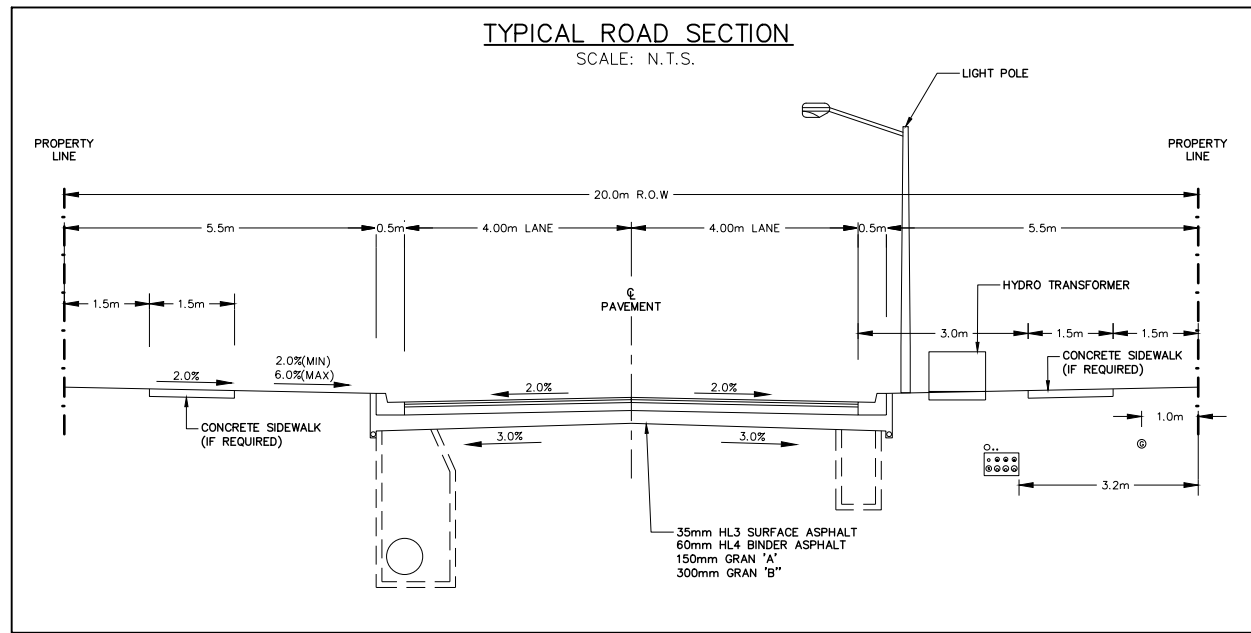 TYPICAL ROAD SECTION
SCALE: N.T.S.
LIGHT POLE
PROPERTY
LINE
PROPERTY
LINE
20.0m R.O.W
5.5m
0.5m
4.00m LANE
4.00m LANE
0.5m
5.5m
HYDRO TRANSFORMER
℄
PAVEMENT
1.5m
1.5m
3.0m
1.5m
1.5m
CONCRETE SIDEWALK
(IF REQUIRED)
2.0%(MIN)
6.0%(MAX)
2.0%
2.0%
2.0%
1.0m
CONCRETE SIDEWALK
(IF REQUIRED)
3.0%
3.0%
G
3.2m
35mm HL3 SURFACE ASPHALT
60mm HL4 BINDER ASPHALT
150mm GRAN 'A'
300mm GRAN 'B"